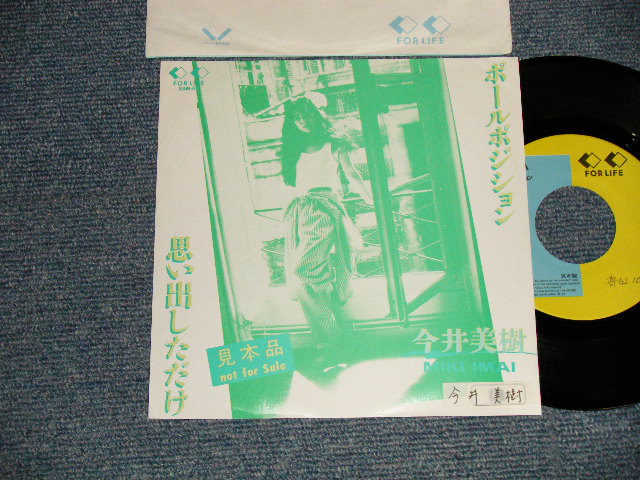 FOR LIFE
FOR LIFE
ポールポジション
思い出しただけ
見本品
not for Sale
今井美樹
MIKI IMAI
今井 美樹
FOR LIFE
見本盤